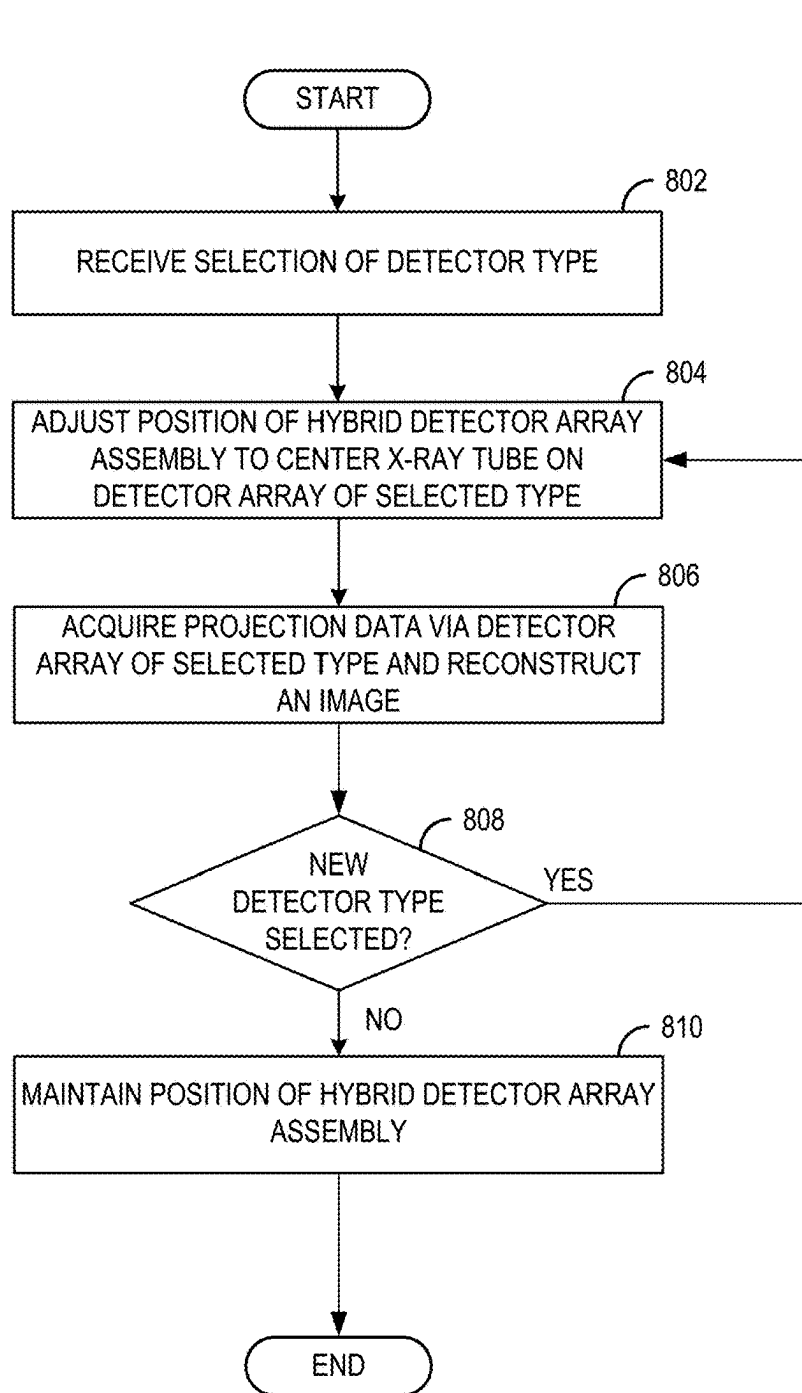 START
802
RECEIVE SELECTION OF DETECTOR TYPE
804
ADJUST POSITION OF HYBRID DETECTOR ARRAY
ASSEMBLY TO CENTER X-RAY TUBE ON
DETECTOR ARRAY OF SELECTED TYPE
806
ACQUIRE PROJECTION DATA VIA DETECTOR
ARRAY OF SELECTED TYPE AND RECONSTRUCT
AN IMAGE
808
NEW
DETECTOR TYPE
SELECTED?
YES
NO
810
MAINTAIN POSITION OF HYBRID DETECTOR ARRAY
ASSEMBLY
END